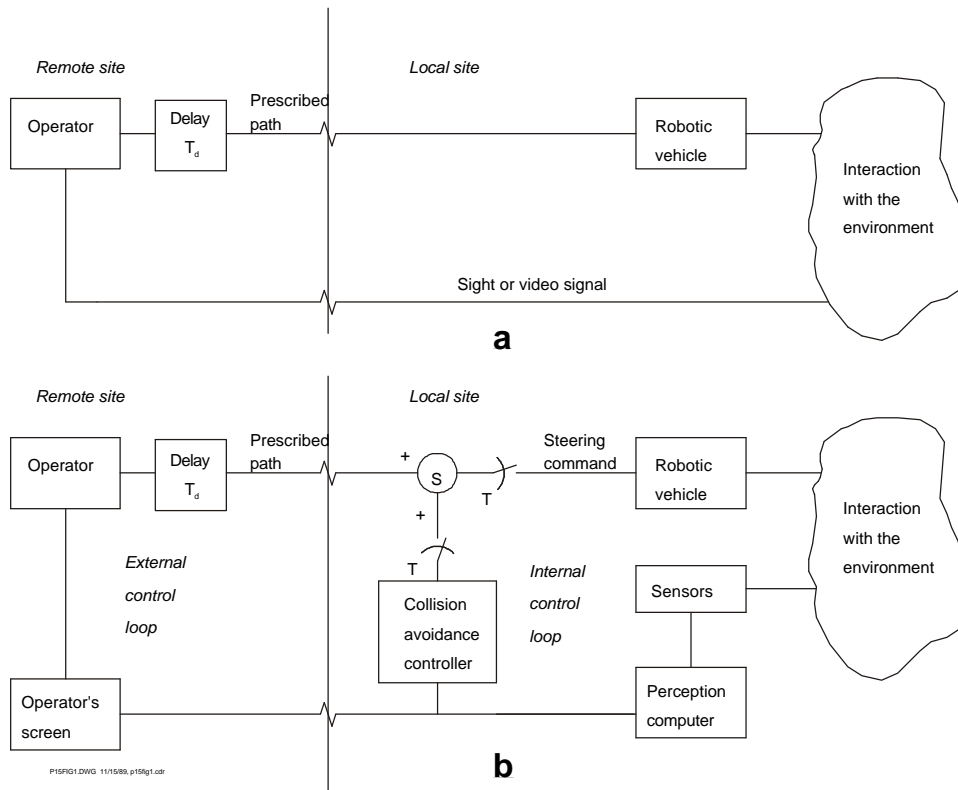 Remote site
Local site
Operator
Delay
Td
Prescribed
path
Robotic
vehicle
Interaction
with the
environment
Sight or video signal
a
Remote site
Local site
Operator
Delay
Td
Prescribed
path
+
S
+
T
T
Steering
command
Robotic
vehicle
Interaction
with the
environment
External
control
loop
Internal
control
loop
Collision
avoidance
controller
Sensors
Operator's
screen
Perception
computer
b
P15FIG1.DWG 11/15/89, p15fig1.cdr